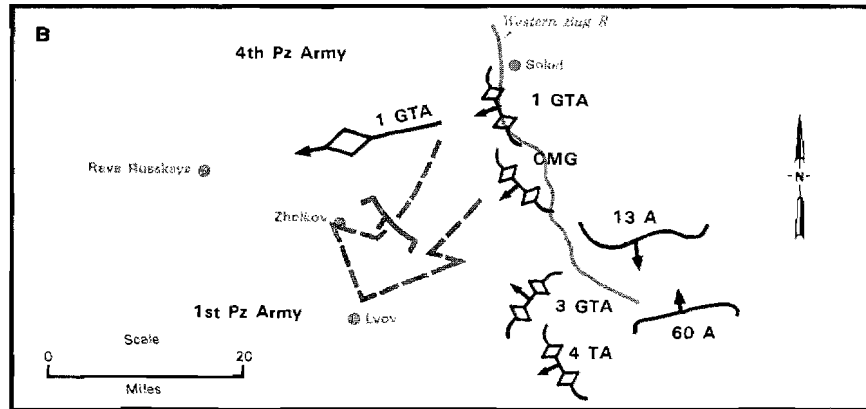 B
Western Bug R
4th Pz Army
Sokal
1 GTA
1 GTA
CMG
Rava Russkaya
-N-
Zholkov
13 A
3 GTA
1st Pz Army
Lvov
60 A
4 TA
Scale
0
20
Miles